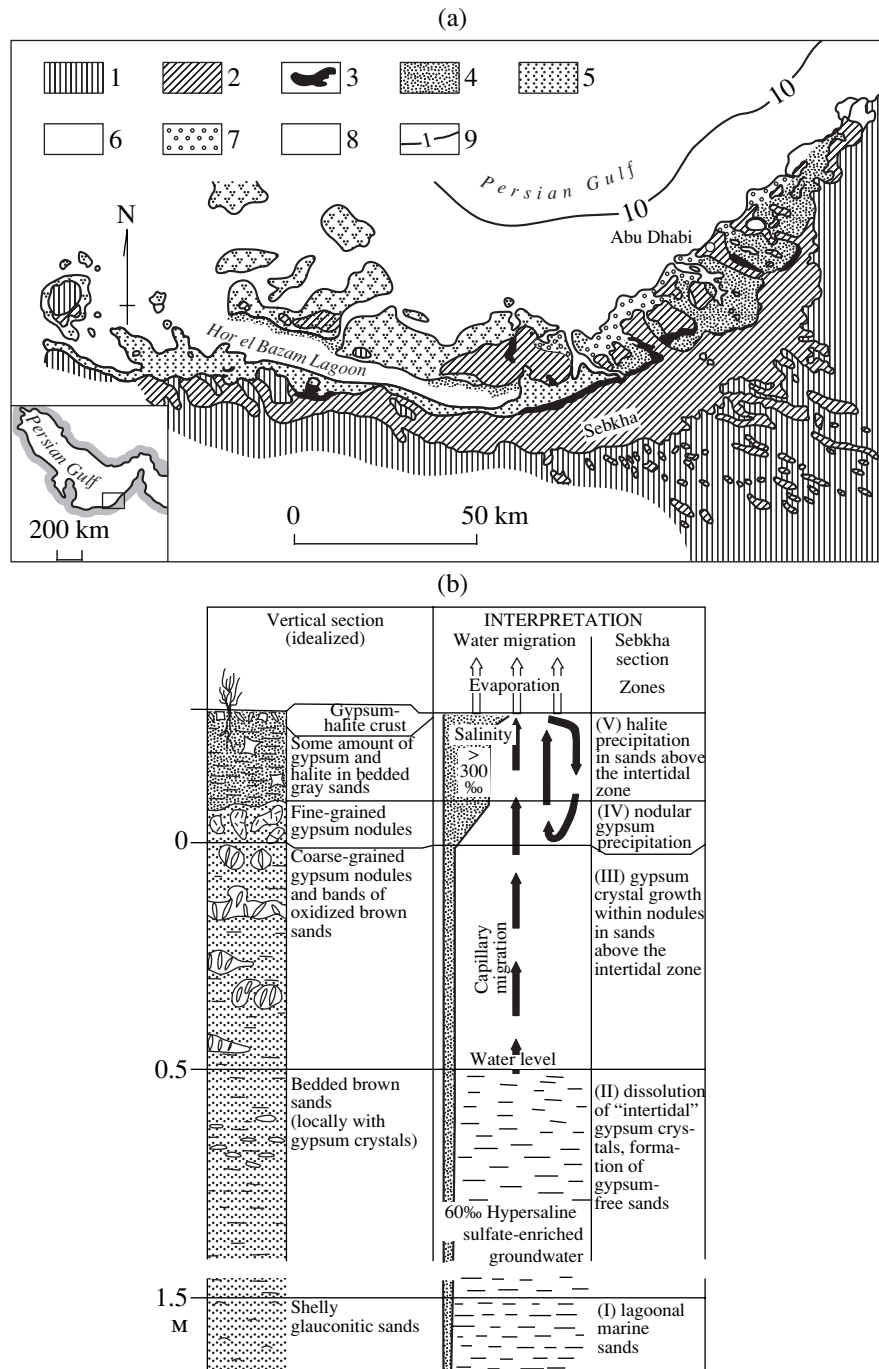 (a)
1 2 3 4 5
6 7 8 1 9
10
Persian Gulf
10
Abu Dhabi
N
Hor el Bazam Lagoon
Sebkha
Persian Gulf
200 km
0 50 km
(b)
Vertical section
(idealized)
INTERPRETATION
Water migration
Sebkha
section
Zones
Evaporation
Gypsum-
halite crust
Some amount of
gypsum and
halite in bedded
gray sands
Salinity
>
300
‰
(V) halite
precipitation
in sands above
the intertidal
zone
Fine-grained
gypsum nodules
(IV) nodular
gypsum
precipitation
0
Coarse-grained
gypsum nodules
and bands of
oxidized brown
sands
Capillary
migration
(III) gypsum
crystal growth
within nodules
in sands
above the
intertidal zone
Water level
0.5
Bedded brown
sands
(locally with
gypsum crystals)
(II) dissolution
of “intertidal”
gypsum crys-
tals, forma-
tion of
gypsum-
free sands
60‰ Hypersaline
sulfate-enriched
groundwater
1.5
м
Shelly
glauconitic sands
(I) lagoonal
marine
sands